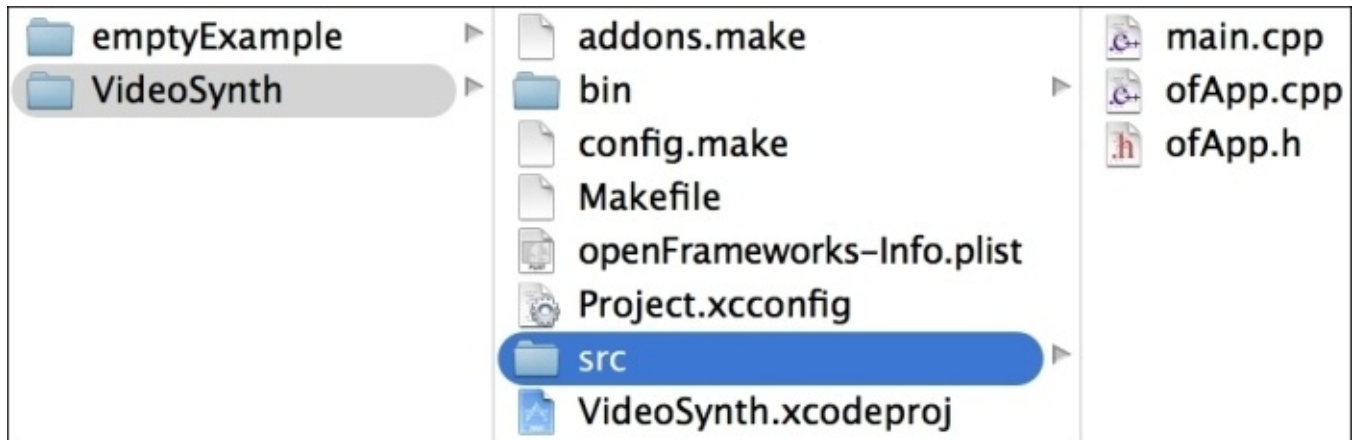 emptyExample
VideoSynth
addons.make
bin
config.make
Makefile
openFrameworks-Info.plist
Project.xcconfig
src
VideoSynth.xcodeproj
main.cpp
ofApp.cpp
ofApp.h